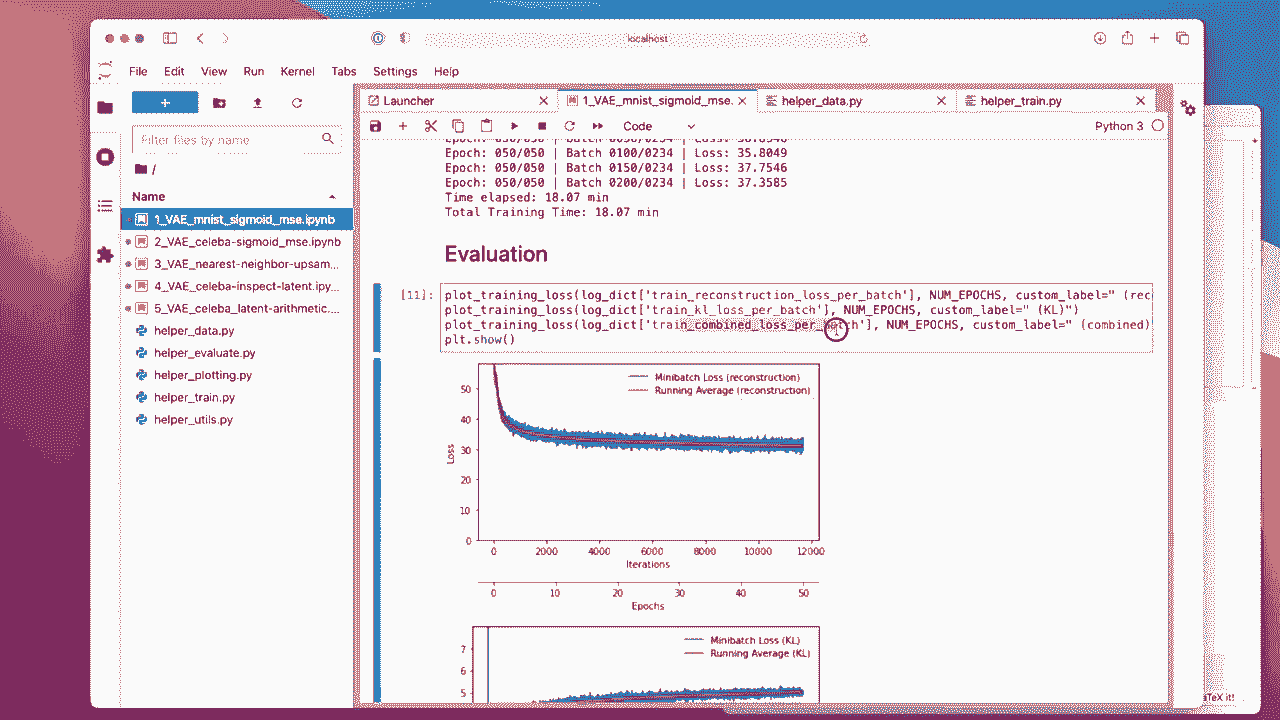 localhost
File Edit View Run Kernel Tabs Settings Help
Launcher
1_VAE_mnist_sigmoid_mse.
helper_data.py
helper_train.py
Code
Python 3
Filter files by name
/
Name
1_VAE_mnist_sigmoid_mse.ipynb
2_VAE_celeba-sigmoid_mse.ipynb
3_VAE_nearest-neighbor-upsam...
4_VAE_celeba-inspect-latent.ipy...
5_VAE_celeba_latent-arithmetic....
helper_data.py
helper_evaluate.py
helper_plotting.py
helper_train.py
helper_utils.py
Epoch: 050/050 | Batch 0100/0234 | Loss: 35.8049
Epoch: 050/050 | Batch 0150/0234 | Loss: 37.7546
Epoch: 050/050 | Batch 0200/0234 | Loss: 37.3585
Time elapsed: 18.07 min
Total Training Time: 18.07 min
Evaluation
[11]:
plot_training_loss(log_dict['train_reconstruction_loss_per_batch'], NUM_EPOCHS, custom_label=" (rec
plot_training_loss(log_dict['train_kl_loss_per_batch'], NUM_EPOCHS, custom_label=" (KL)")
plot_training_loss(log_dict['train_combined_loss_per_batch'], NUM_EPOCHS, custom_label=" (combined)
plt.show()
Minibatch Loss (reconstruction)
Running Average (reconstruction)
50
40
30
20
10
0
Loss
0 2000 4000 6000 8000 10000 12000
Iterations
0 10 20 30 40 50
Epochs
Minibatch Loss (KL)
Running Average (KL)
7
6
5
TeX it!